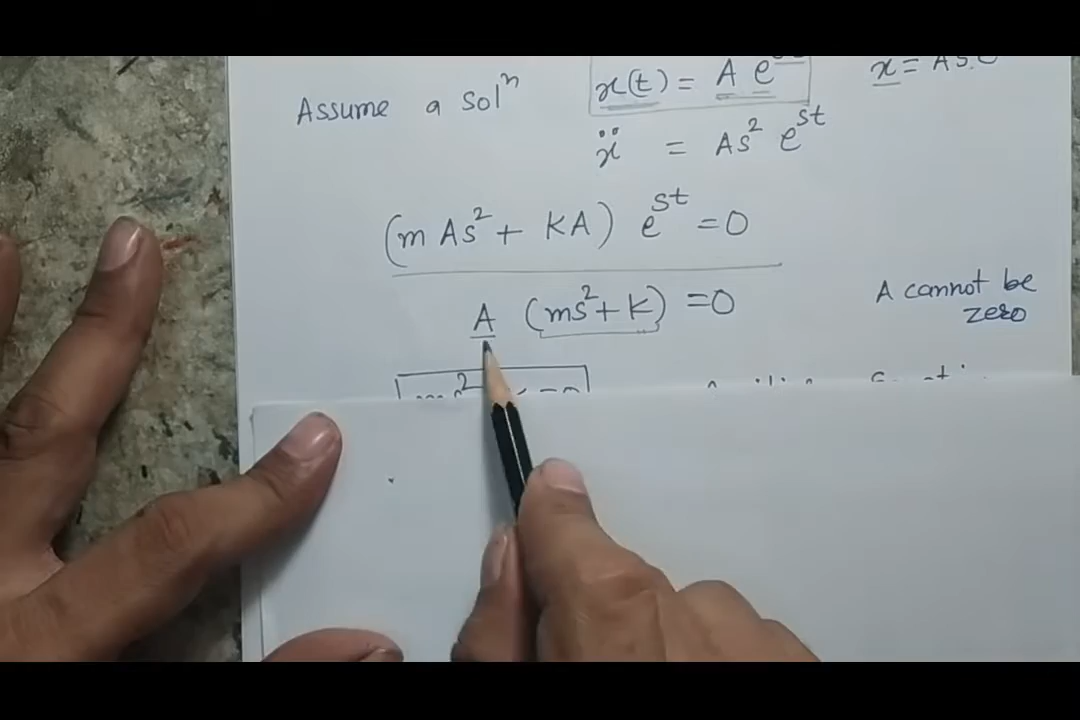 Assume a solⁿ x(t) = A e
x = A s e
ẍ = As² e^st
(m As² + KA) e^st = 0
A (ms² + k) = 0
A cannot be
zero